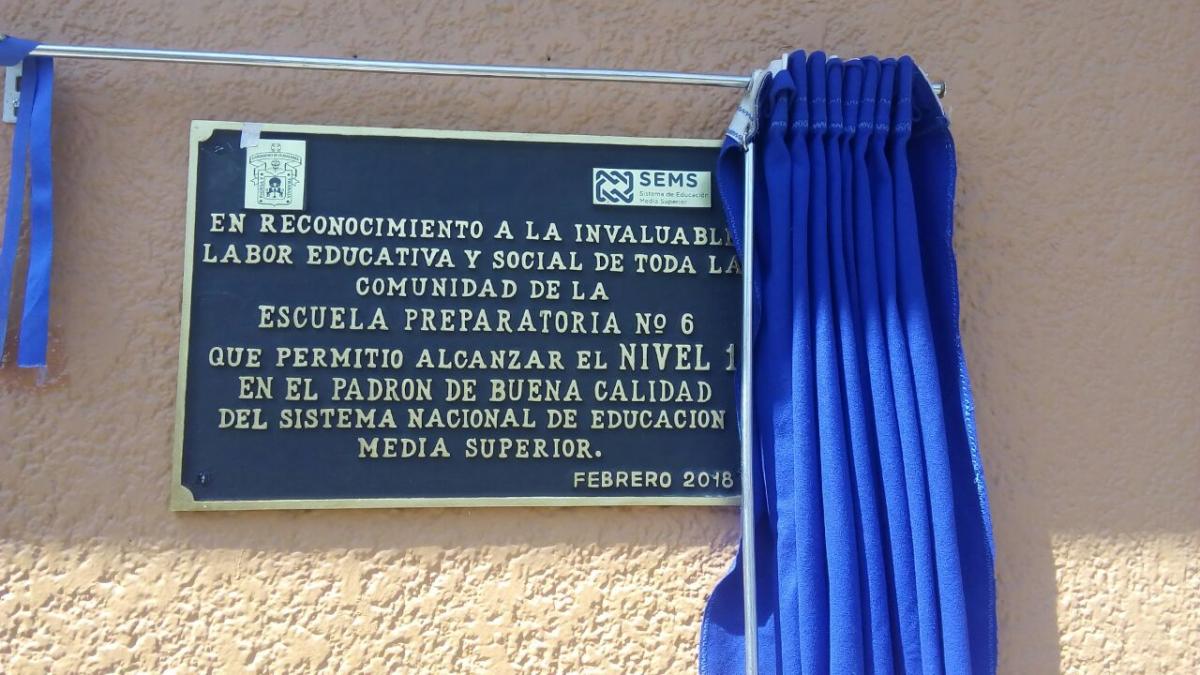 SEMS
Sistema de Educación
Media Superior
EN RECONOCIMIENTO A LA INVALUABLE
LABOR EDUCATIVA Y SOCIAL DE TODA LA
COMUNIDAD DE LA
ESCUELA PREPARATORIA Nº 6
QUE PERMITIO ALCANZAR EL NIVEL 1
EN EL PADRON DE BUENA CALIDAD
DEL SISTEMA NACIONAL DE EDUCACION
MEDIA SUPERIOR.
FEBRERO 2018